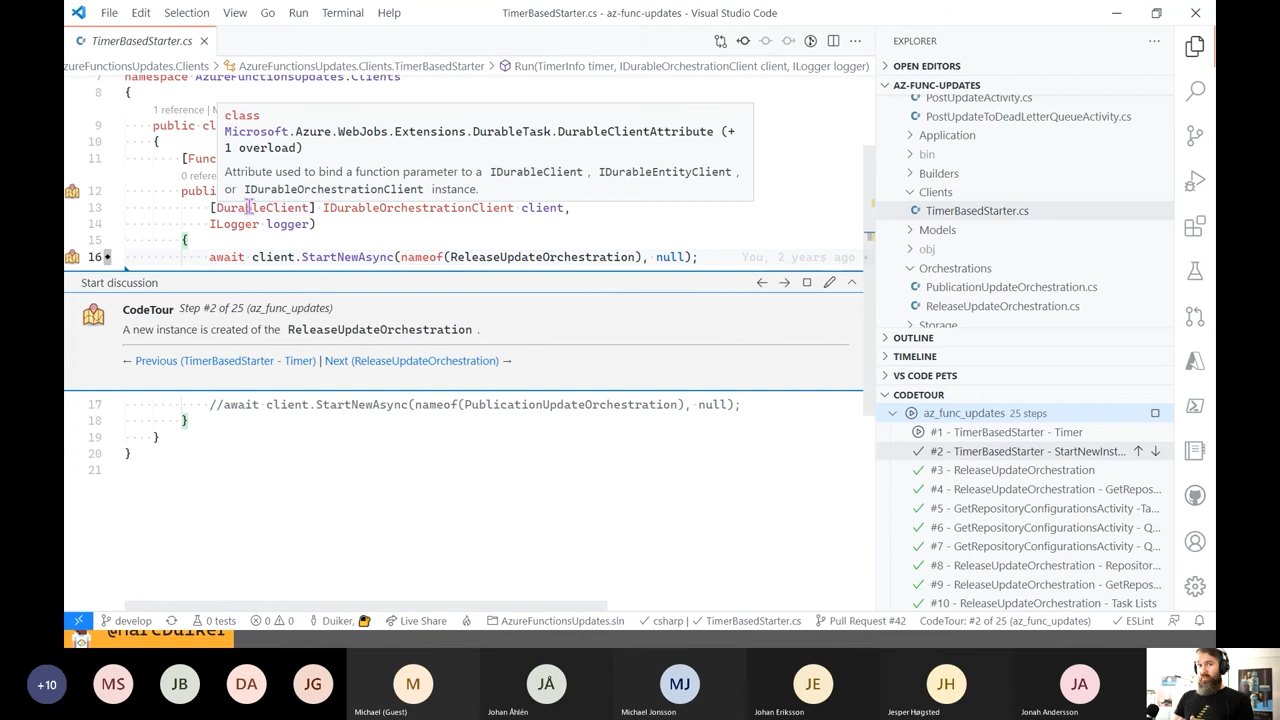 File Edit Selection View Go Run Terminal Help
TimerBasedStarter.cs - az-func-updates - Visual Studio Code
TimerBasedStarter.cs
zureFunctionsUpdates.Clients > AzureFunctionsUpdates.Clients.TimerBasedStarter > Run(TimerInfo timer, IDurableOrchestrationClient client, ILogger logger)
7 namespace AzureFunctionsUpdates.Clients
8 {
1 reference | N
9 public cl
10 {
11 [Func
0 refere
12 publi
class
Microsoft.Azure.WebJobs.Extensions.DurableTask.DurableClientAttribute (+
1 overload)
Attribute used to bind a function parameter to a IDurableClient , IDurableEntityClient ,
or IDurableOrchestrationClient instance.
13 [DurableClient] IDurableOrchestrationClient client,
14 ILogger logger)
15 {
16 await client.StartNewAsync(nameof(ReleaseUpdateOrchestration), null); You, 2 years ago
Start discussion
CodeTour Step #2 of 25 (az_func_updates)
A new instance is created of the ReleaseUpdateOrchestration .
← Previous (TimerBasedStarter - Timer) | Next (ReleaseUpdateOrchestration) →
17 //await client.StartNewAsync(nameof(PublicationUpdateOrchestration), null);
18 }
19 }
20 }
21
EXPLORER
OPEN EDITORS
AZ-FUNC-UPDATES
PostUpdateActivity.cs
PostUpdateToDeadLetterQueueActivity.cs
Application
bin
Builders
Clients
TimerBasedStarter.cs
Models
obj
Orchestrations
PublicationUpdateOrchestration.cs
ReleaseUpdateOrchestration.cs
Storage
OUTLINE
TIMELINE
VS CODE PETS
CODETOUR
az_func_updates 25 steps
#1 - TimerBasedStarter - Timer
#2 - TimerBasedStarter - StartNewInst...
#3 - ReleaseUpdateOrchestration
#4 - ReleaseUpdateOrchestration - GetRepos...
#5 - GetRepositoryConfigurationsActivity -Ta...
#6 - GetRepositoryConfigurationsActivity - Q...
#7 - GetRepositoryConfigurationsActivity - Q...
#8 - ReleaseUpdateOrchestration - Repositor...
#9 - ReleaseUpdateOrchestration - GetRepos...
#10 - ReleaseUpdateOrchestration - Task Lists
develop 0 tests 0 0 Duiker, Live Share AzureFunctionsUpdates.sln csharp | TimerBasedStarter.cs Pull Request #42 CodeTour: #2 of 25 (az_func_updates) ESLint
@MarcDuiker
+10 MS JB DA JG M JÅ MJ JE JH JA
Michael (Guest) Johan Åhlén Michael Jonsson Johan Eriksson Jesper Høgsted Jonah Andersson